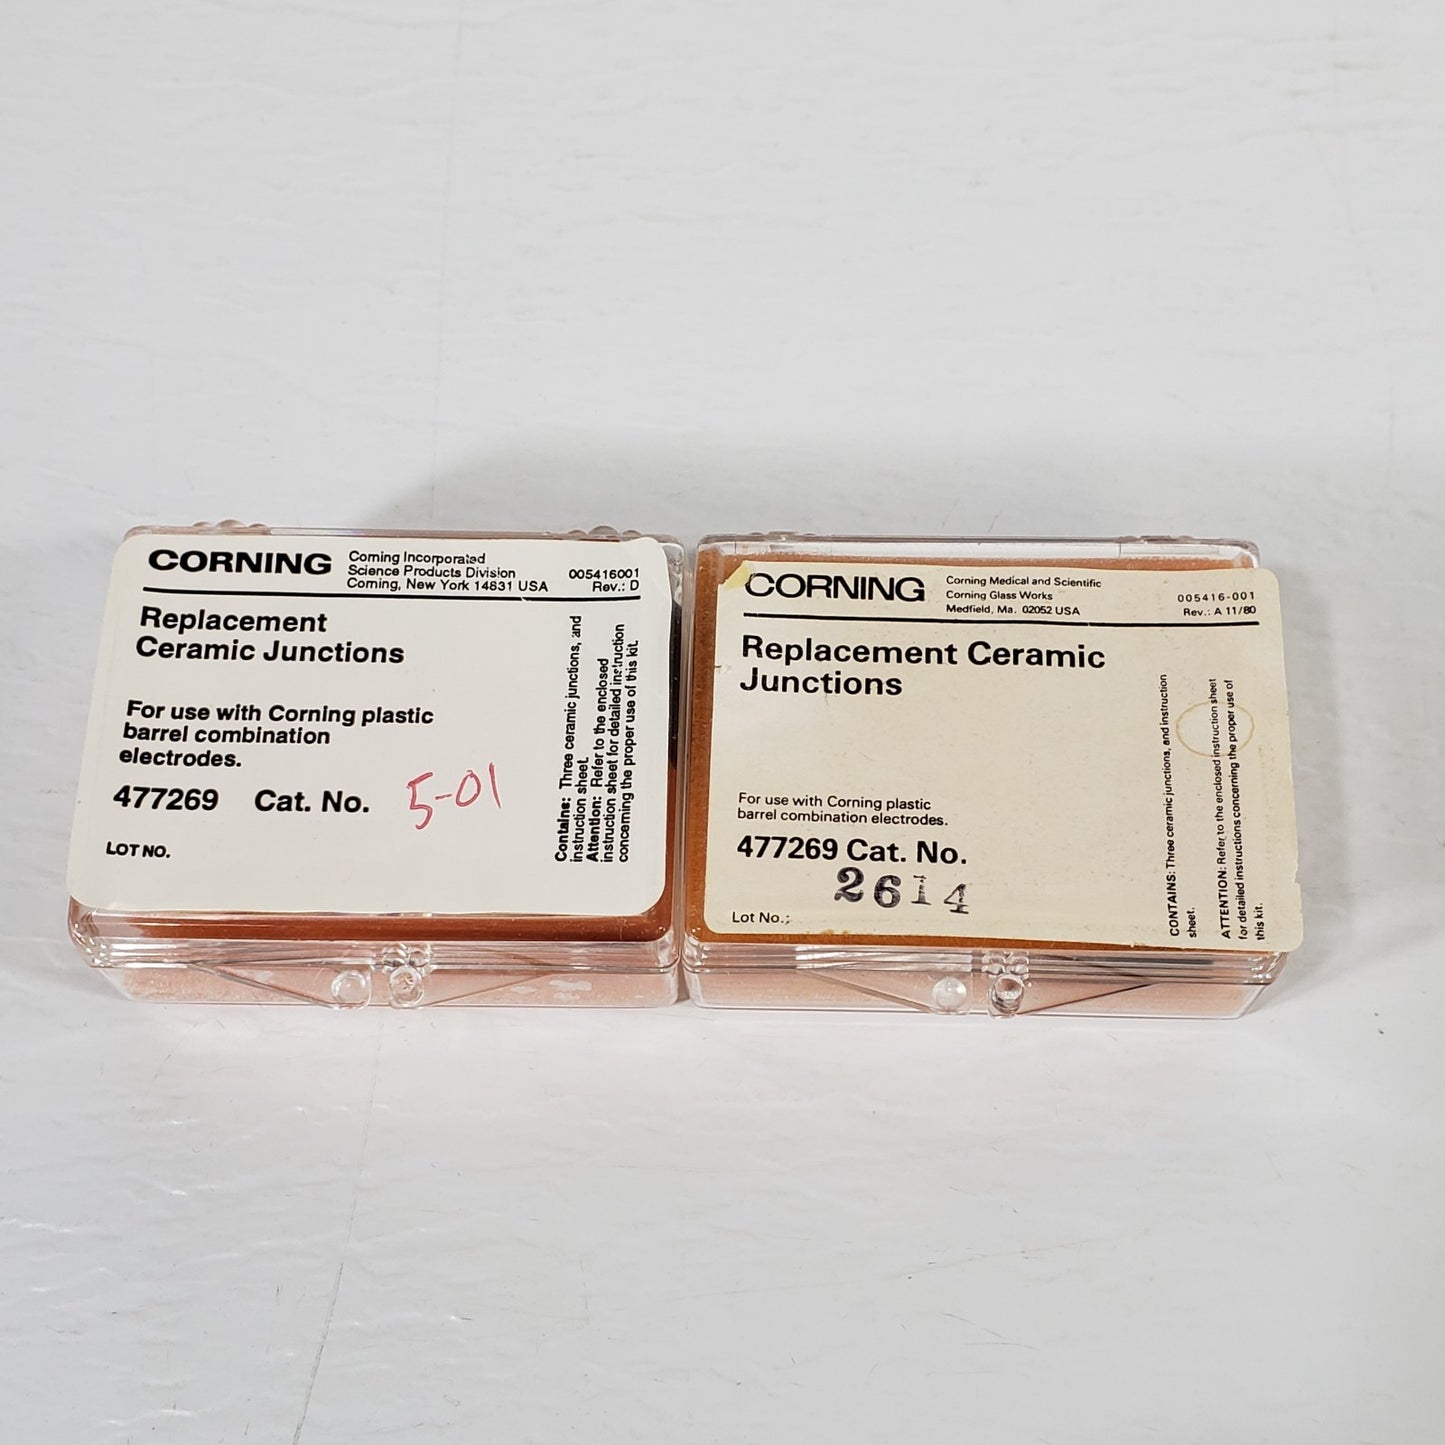 CORNING
Corning Incorporated
Science Products Division
Corning, New York 14831 USA
005416001
Rev.: D
Replacement
Ceramic Junctions
For use with Corning plastic
barrel combination
electrodes.
477269 Cat. No.
5-01
LOT NO.
Contains: Three ceramic junctions, and
instruction sheet.
Attention: Refer to the enclosed
instruction sheet for detailed instruction
concerning the proper use of this kit.
CORNING
Corning Medical and Scientific
Corning Glass Works
Medfield, Ma. 02052 USA
005416-001
Rev.: A 11/80
Replacement Ceramic
Junctions
For use with Corning plastic
barrel combination electrodes.
477269 Cat. No.
2614
Lot No.:
CONTAINS: Three ceramic junctions, and instruction
sheet.
ATTENTION: Refer to the enclosed instruction sheet
for detailed instructions concerning the proper use of
this kit.